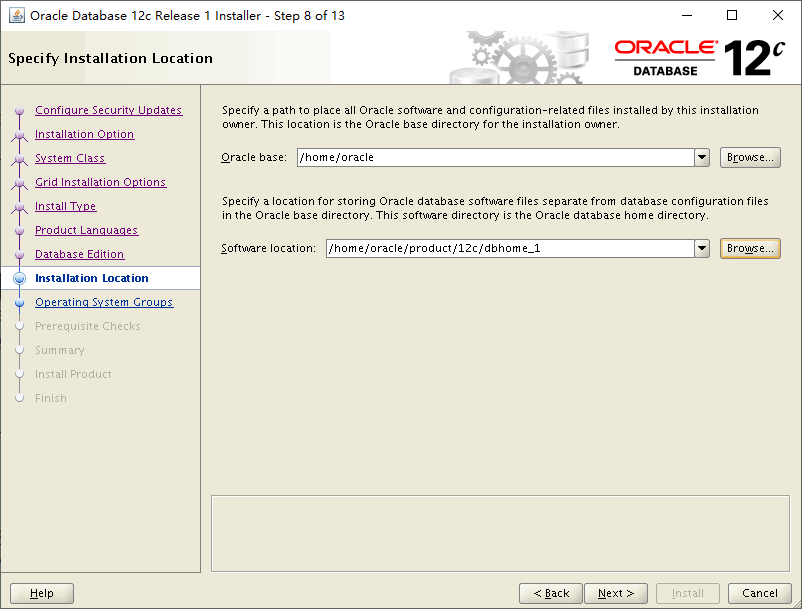 Oracle Database 12c Release 1 Installer - Step 8 of 13
Specify Installation Location
ORACLE®
DATABASE
12c
Configure Security Updates
Installation Option
System Class
Grid Installation Options
Install Type
Product Languages
Database Edition
Installation Location
Operating System Groups
Prerequisite Checks
Summary
Install Product
Finish
Specify a path to place all Oracle software and configuration-related files installed by this installation
owner. This location is the Oracle base directory for the installation owner.
Oracle base: /home/oracle Browse...
Specify a location for storing Oracle database software files separate from database configuration files
in the Oracle base directory. This software directory is the Oracle database home directory.
Software location: /home/oracle/product/12c/dbhome_1 Browse...
Help < Back Next > Install Cancel